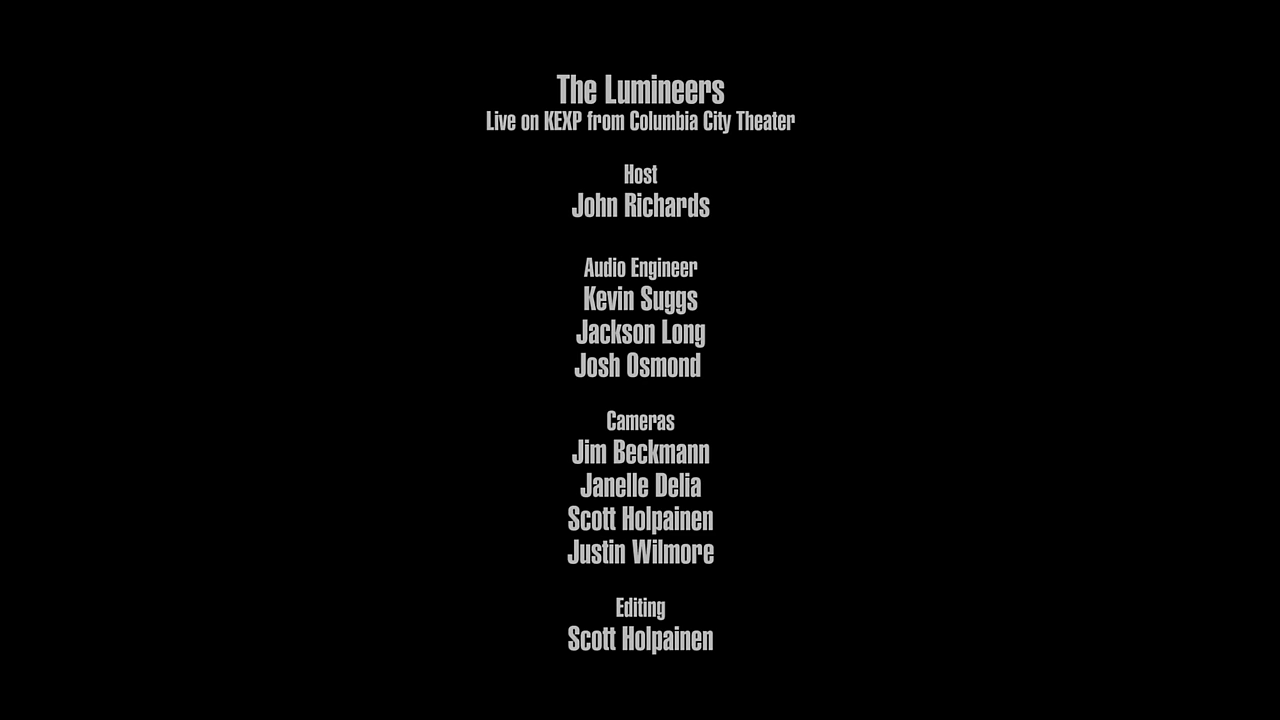 The Lumineers
Live on KEXP from Columbia City Theater
Host
John Richards
Audio Engineer
Kevin Suggs
Jackson Long
Josh Osmond
Cameras
Jim Beckmann
Janelle Delia
Scott Holpainen
Justin Wilmore
Editing
Scott Holpainen